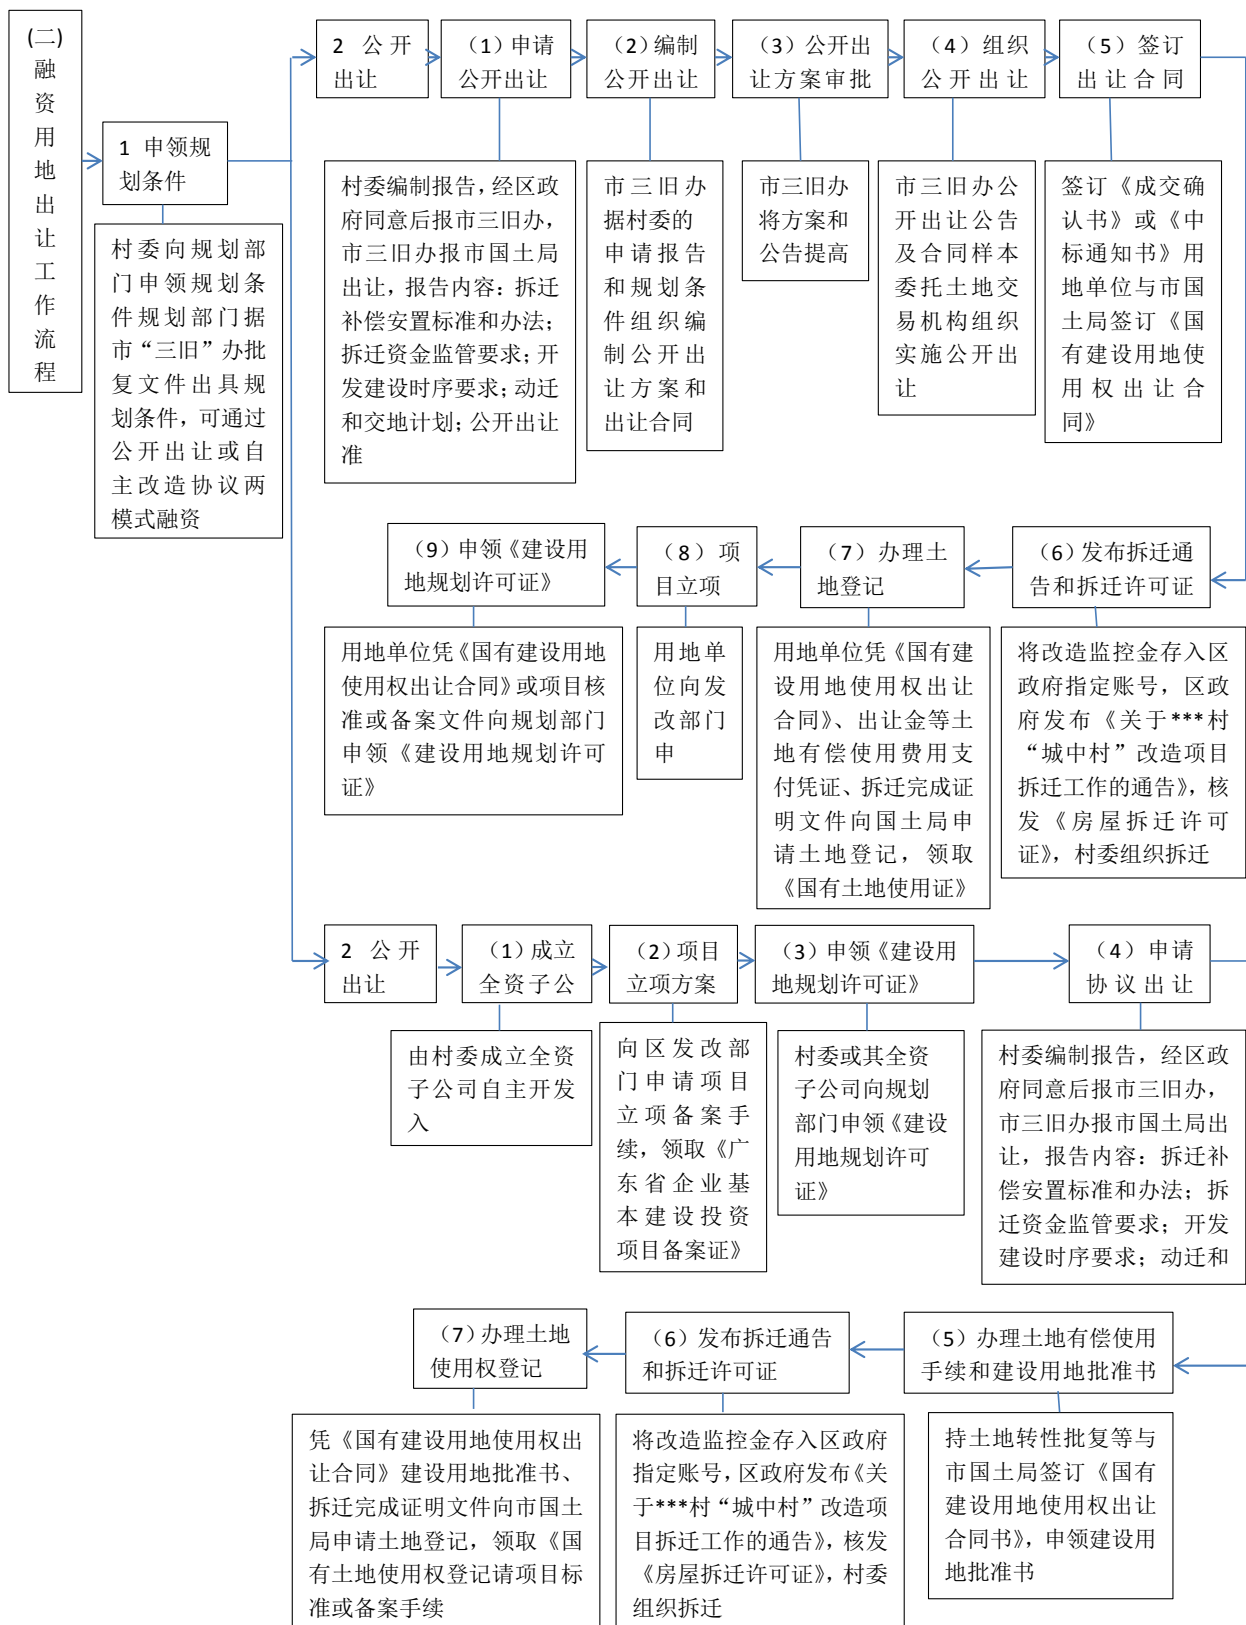 (二)
融
资
用
地
出
让
工
作
流
程
1 申领规
划条件
村委向规划部
门申领规划条
件规划部门据
市“三旧”办批
复文件出具规
划条件，可通过
公开出让或自
主改造协议两
模式融资
2 公开
出让
（1）申请
公开出让
（2）编制
公开出让
（3）公开出
让方案审批
（4）组织
公开出让
（5）签订
出让合同
村委编制报告，经区政
府同意后报市三旧办，
市三旧办报市国土局
出让，报告内容：拆迁
补偿安置标准和办法；
拆迁资金监管要求；开
发建设时序要求；动迁
和交地计划；公开出让
准
市三旧办
据村委的
申请报告
和规划条
件组织编
制公开出
让方案和
出让合同
市三旧办
将方案和
公告提高
市三旧办公
开出让公告
及合同样本
委托土地交
易机构组织
实施公开出
让
签订《成交确
认书》或《中
标通知书》用
地单位与市国
土局签订《国
有建设用地使
用权出让合
同》
（6）发布拆迁通
告和拆迁许可证
（7）办理土
地登记
（8）项
目立项
（9）申领《建设用
地规划许可证》
将改造监控金存入区
政府指定账号，区政
府发布《关于***村
“城中村”改造项目
拆迁工作的通告》，核
发《房屋拆迁许可
证》，村委组织拆迁
用地单位凭《国有建
设用地使用权出让
合同》、出让金等土
地有偿使用费用支
付凭证、拆迁完成证
明文件向国土局申
请土地登记，领取
《国有土地使用证》
用地单
位向发
改部门
申
用地单位凭《国有建设用地
使用权出让合同》或项目核
准或备案文件向规划部门
申领《建设用地规划许可
证》
2 公开
出让
（1）成立
全资子公
（2）项目
立项方案
（3）申领《建设用
地规划许可证》
（4）申请
协议出让
由村委成立全资
子公司自主开发
入
向区发改部
门申请项目
立项备案手
续，领取《广
东省企业基
本建设投资
项目备案证》
村委或其全资
子公司向规划
部门申领《建设
用地规划许可
证》
村委编制报告，经区政
府同意后报市三旧办，
市三旧办报市国土局出
让，报告内容：拆迁补
偿安置标准和办法；拆
迁资金监管要求；开发
建设时序要求；动迁和
（5）办理土地有偿使用
手续和建设用地批准书
（6）发布拆迁通告
和拆迁许可证
（7）办理土地
使用权登记
持土地转性批复等与
市国土局签订《国有
建设用地使用权出让
合同书》，申领建设用
地批准书
将改造监控金存入区政府
指定账号，区政府发布《关
于***村“城中村”改造项
目拆迁工作的通告》，核发
《房屋拆迁许可证》，村委
组织拆迁
凭《国有建设用地使用权出
让合同》建设用地批准书、
拆迁完成证明文件向市国土
局申请土地登记，领取《国
有土地使用权登记请项目标
准或备案手续